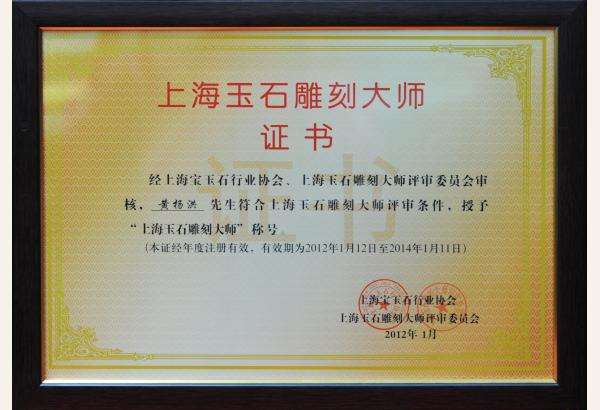 上海玉石雕刻大师
证书
经上海宝玉石行业协会、上海玉石雕刻大师评审委员会审
核，黄杨洪 先生符合上海玉石雕刻大师评审条件，授予
“上海玉石雕刻大师”称号
（本证经年度注册有效，有效期为2012年1月12日至2014年1月11日）
上海宝玉石行业协会
上海玉石雕刻大师评审委员会
2012年 1月